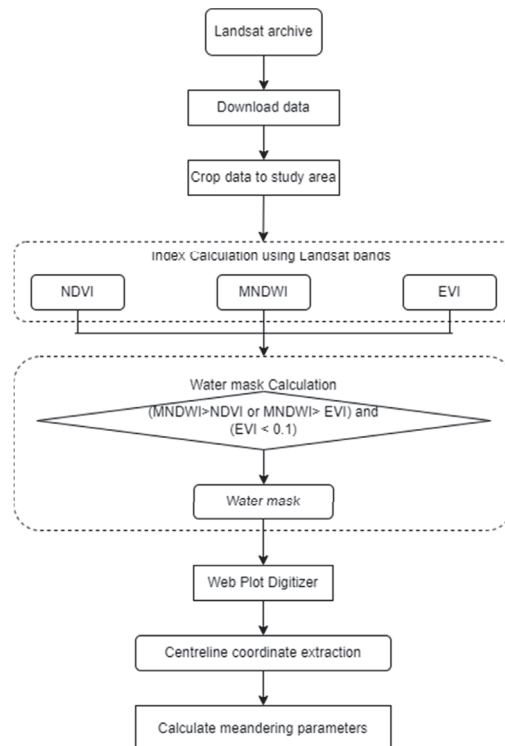 Landsat archive
Download data
Crop data to study area
Index Calculation using Landsat bands
NDVI
MNDWI
EVI
Water mask Calculation
(MNDWI>NDVI or MNDWI> EVI) and
(EVI < 0.1)
Water mask
Web Plot Digitizer
Centreline coordinate extraction
Calculate meandering parameters